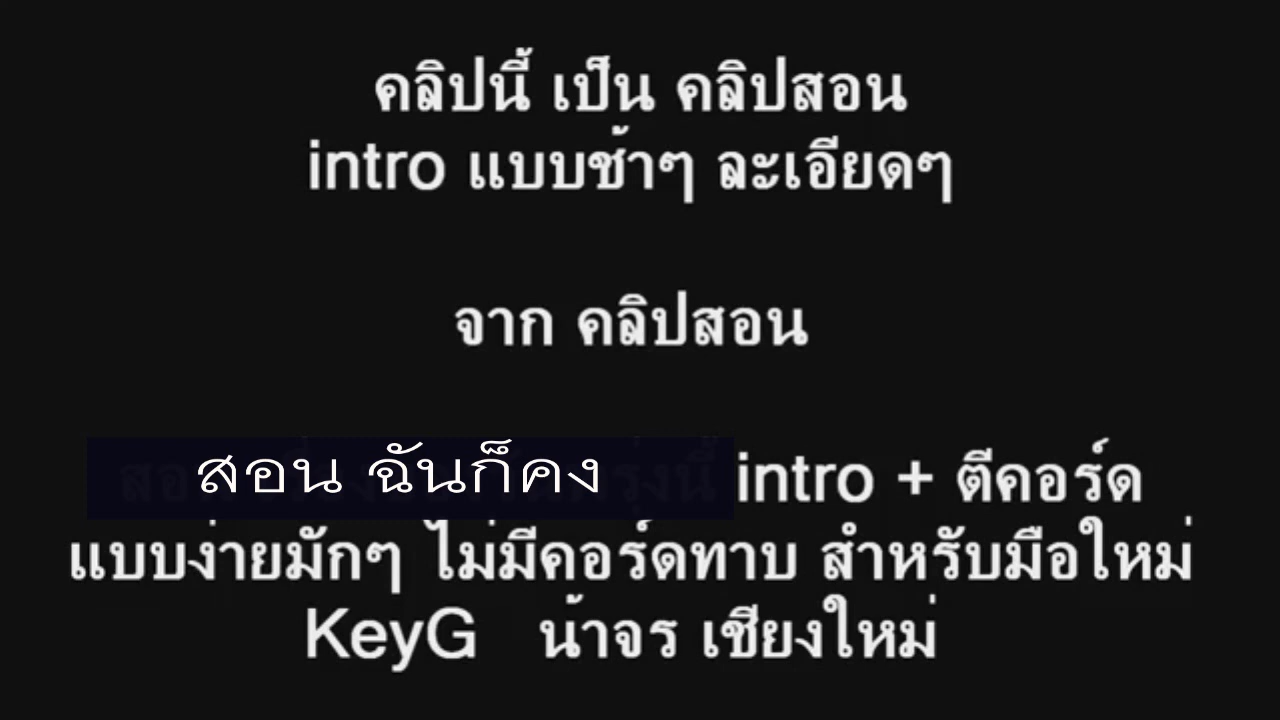 คลิปนี้ เป็น คลิปสอน
intro แบบช้าๆ ละเอียดๆ
จาก คลิปสอน
สอน ฉันก็คง intro + ตีคอร์ด
แบบง่ายมักๆ ไม่มีคอร์ดทาบ สำหรับมือใหม่
KeyG น้าจร เชียงใหม่